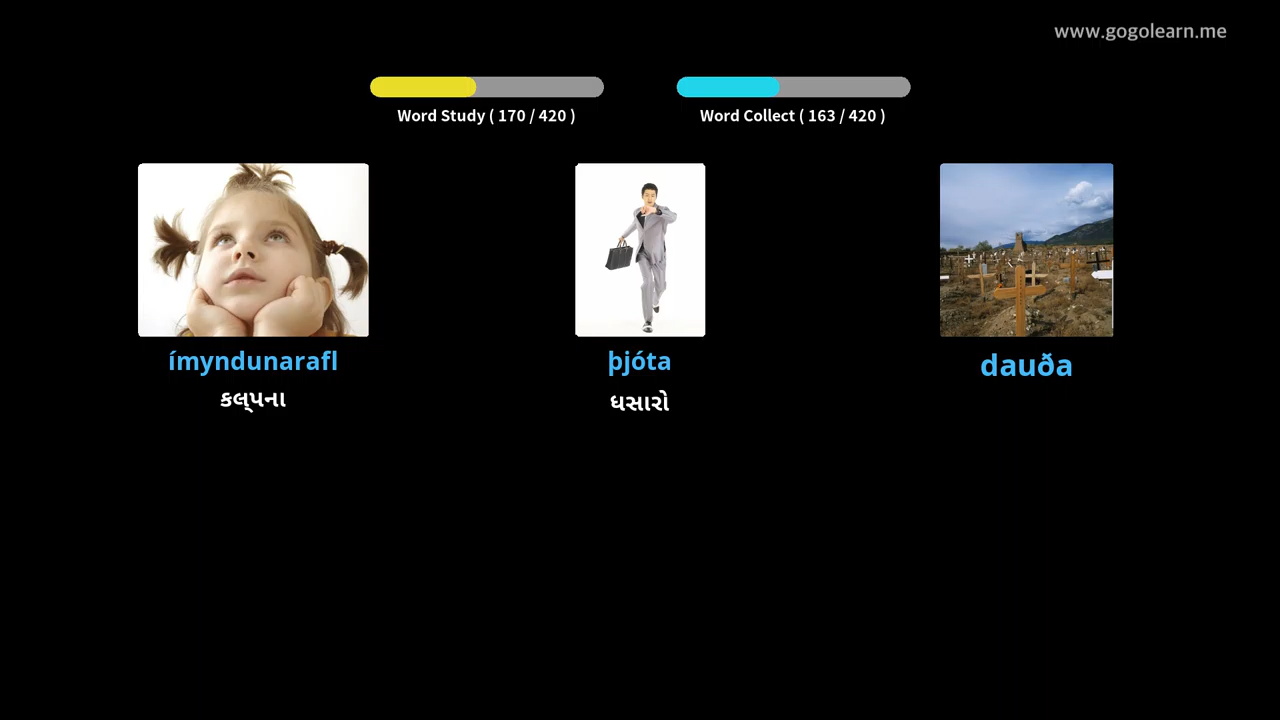 www.gogolearn.me
Word Study ( 170 / 420 )
Word Collect ( 163 / 420 )
ímyndunarafl
þjóta
dauða
કલ્પના
ધસારો